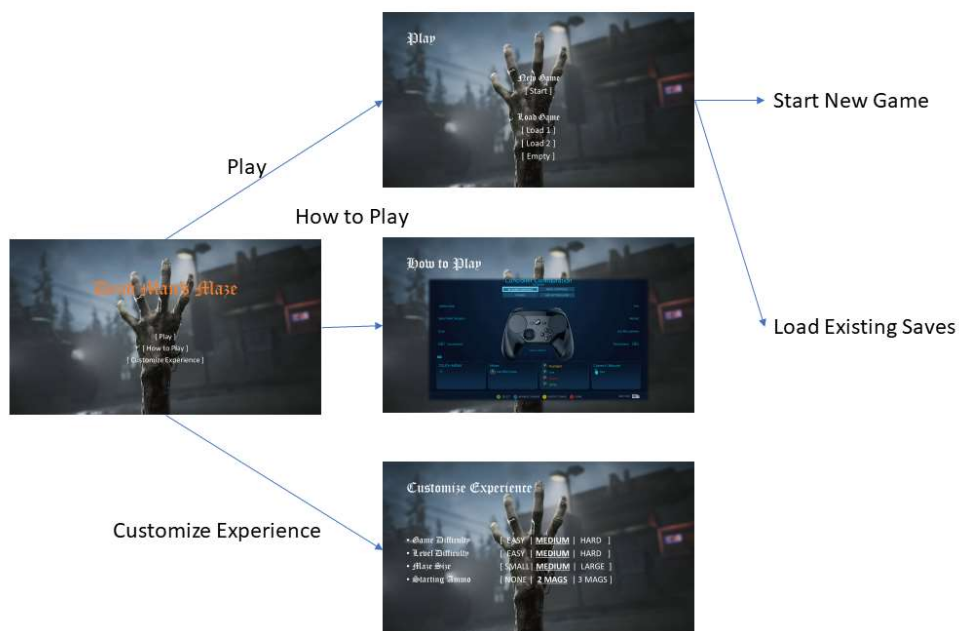 Play
New Game
[ Start ]
Load Game
[ Load 1 ]
[ Load 2 ]
[ Empty ]
Start New Game
Play
How to Play
Man's Maze
[ Play ]
[ How to Play ]
[ Customize Experience ]
How to Play
Controller Configuration
Load Existing Saves
Customize Experience
Customize Experience
• Game Difficulty [ EASY | MEDIUM | HARD ]
• Level Difficulty [ EASY | MEDIUM | HARD ]
• Maze Size [ SMALL | MEDIUM | LARGE ]
• Starting Ammo [ NONE | 2 MAGS | 3 MAGS ]